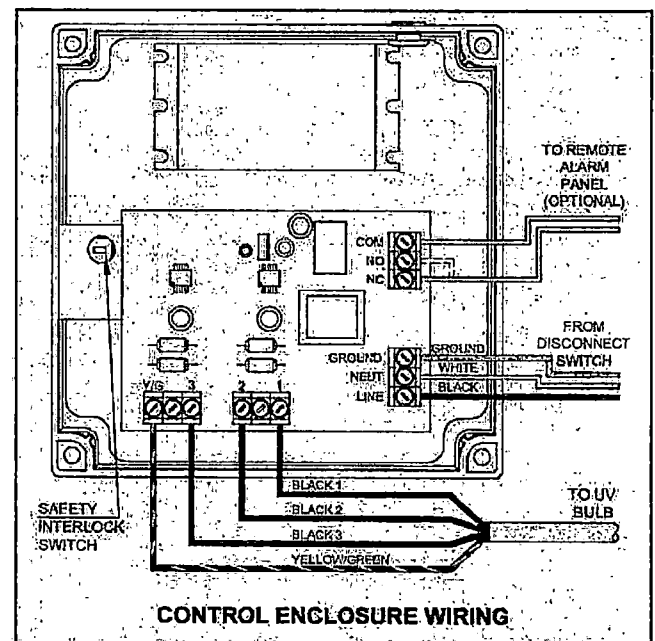 TO REMOTE
ALARM
PANEL
(OPTIONAL)
COM
NO
NC
FROM
DISCONNECT
SWITCH
GROUND
GROUND
WHITE
NEUT
BLACK
LINE
Y/G 3 2 1
BLACK 1
BLACK 2
BLACK 3
YELLOW/GREEN
TO UV
BULB
SAFETY
INTERLOCK
SWITCH
CONTROL ENCLOSURE WIRING